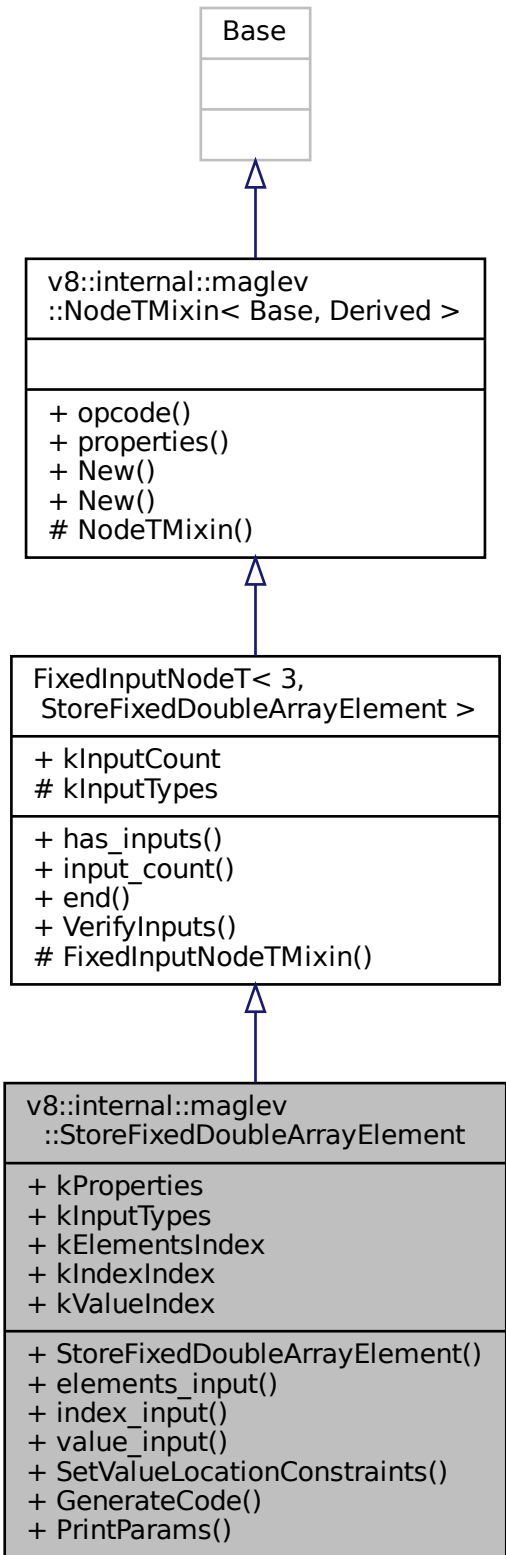 Base
v8::internal::maglev
::NodeTMixin< Base, Derived >
+ opcode()
+ properties()
+ New()
+ New()
# NodeTMixin()
FixedInputNodeT< 3,
StoreFixedDoubleArrayElement >
+ kInputCount
# kInputTypes
+ has_inputs()
+ input_count()
+ end()
+ VerifyInputs()
# FixedInputNodeTMixin()
v8::internal::maglev
::StoreFixedDoubleArrayElement
+ kProperties
+ kInputTypes
+ kElementsIndex
+ kIndexIndex
+ kValueIndex
+ StoreFixedDoubleArrayElement()
+ elements_input()
+ index_input()
+ value_input()
+ SetValueLocationConstraints()
+ GenerateCode()
+ PrintParams()